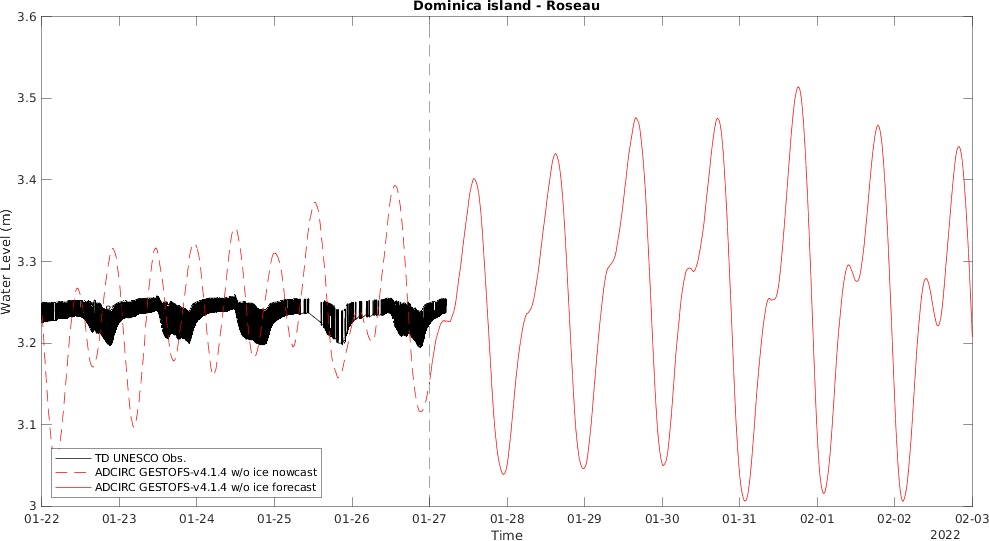 Dominica island - Roseau
Water Level (m)
3.6
3.5
3.4
3.3
3.2
3.1
3
TD UNESCO Obs.
ADCIRC GESTOFS-v4.1.4 w/o ice nowcast
ADCIRC GESTOFS-v4.1.4 w/o ice forecast
01-22 01-23 01-24 01-25 01-26 01-27 01-28 01-29 01-30 01-31 02-01 02-02 02-03
Time
2022